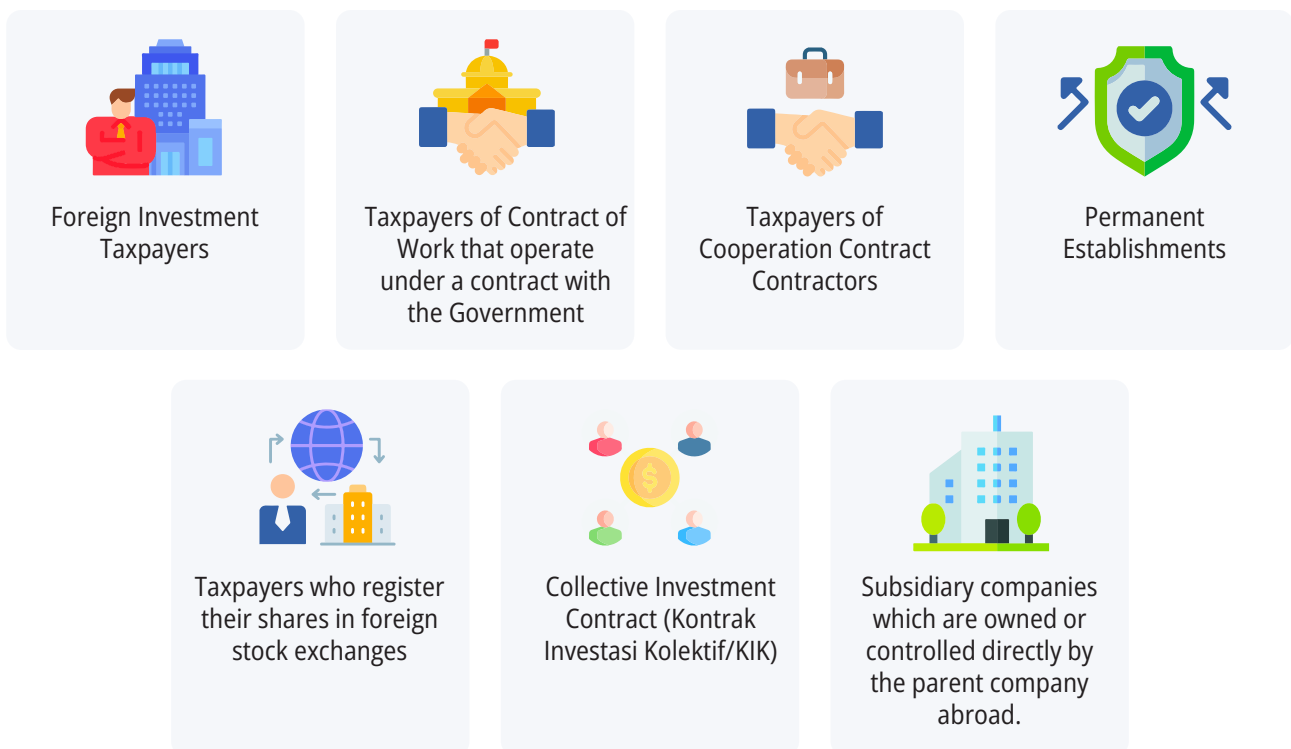 Foreign Investment
Taxpayers
Taxpayers of Contract of
Work that operate
under a contract with
the Government
Taxpayers of
Cooperation Contract
Contractors
Permanent
Establishments
Taxpayers who register
their shares in foreign
stock exchanges
Collective Investment
Contract (Kontrak
Investasi Kolektif/KIK)
Subsidiary companies
which are owned or
controlled directly by
the parent company
abroad.